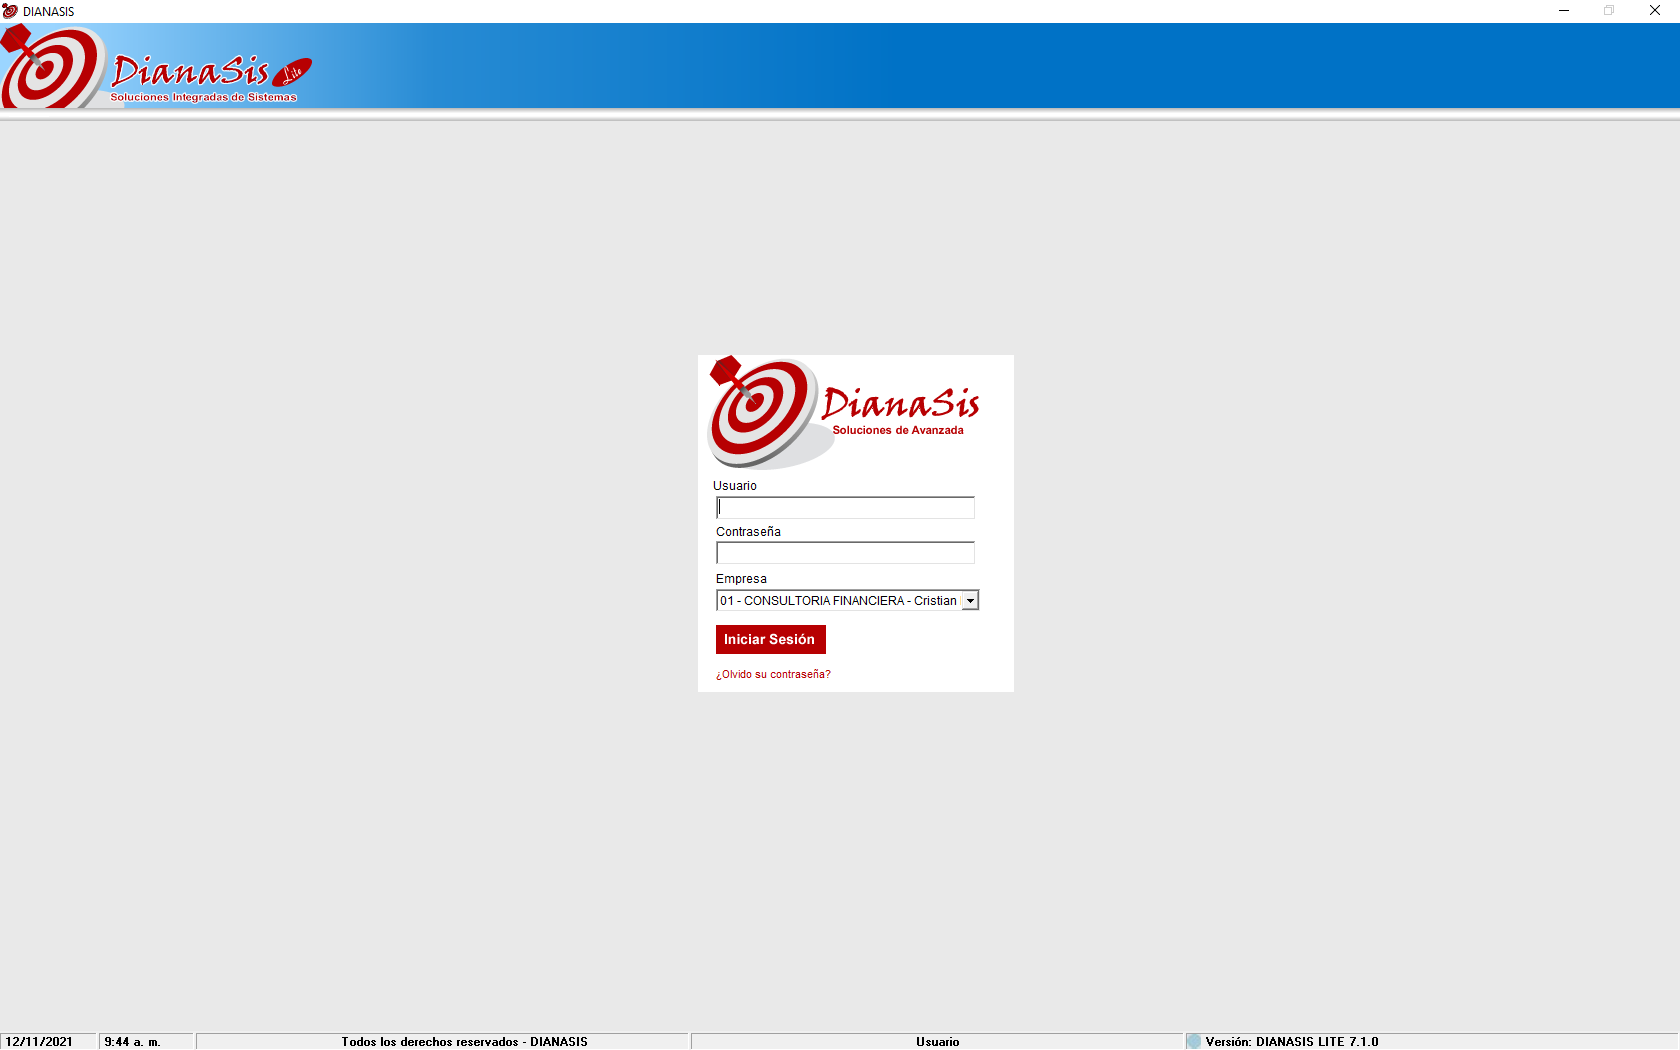 DIANASIS
DianaSis Lite
Soluciones Integradas de Sistemas
DianaSis
Soluciones de Avanzada
Usuario
Contraseña
Empresa
01 - CONSULTORIA FINANCIERA - Cristian
Iniciar Sesión
¿Olvido su contraseña?
12/11/2021
9:44 a. m.
Todos los derechos reservados - DIANASIS
Usuario
Versión: DIANASIS LITE 7.1.0